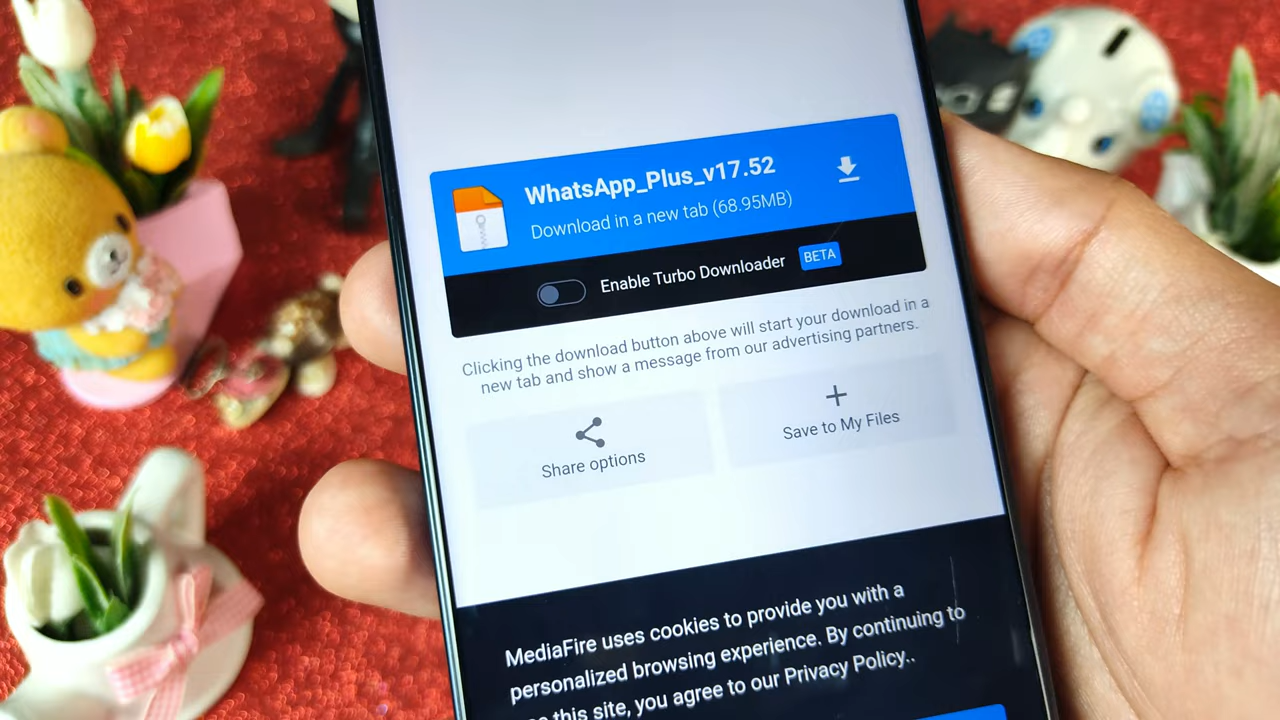 WhatsApp_Plus_v17.52
Download in a new tab (68.95MB)
Enable Turbo Downloader BETA
Clicking the download button above will start your download in a
new tab and show a message from our advertising partners.
Share options
Save to My Files
MediaFire uses cookies to provide you with a
personalized browsing experience. By continuing to
this site, you agree to our Privacy Policy..